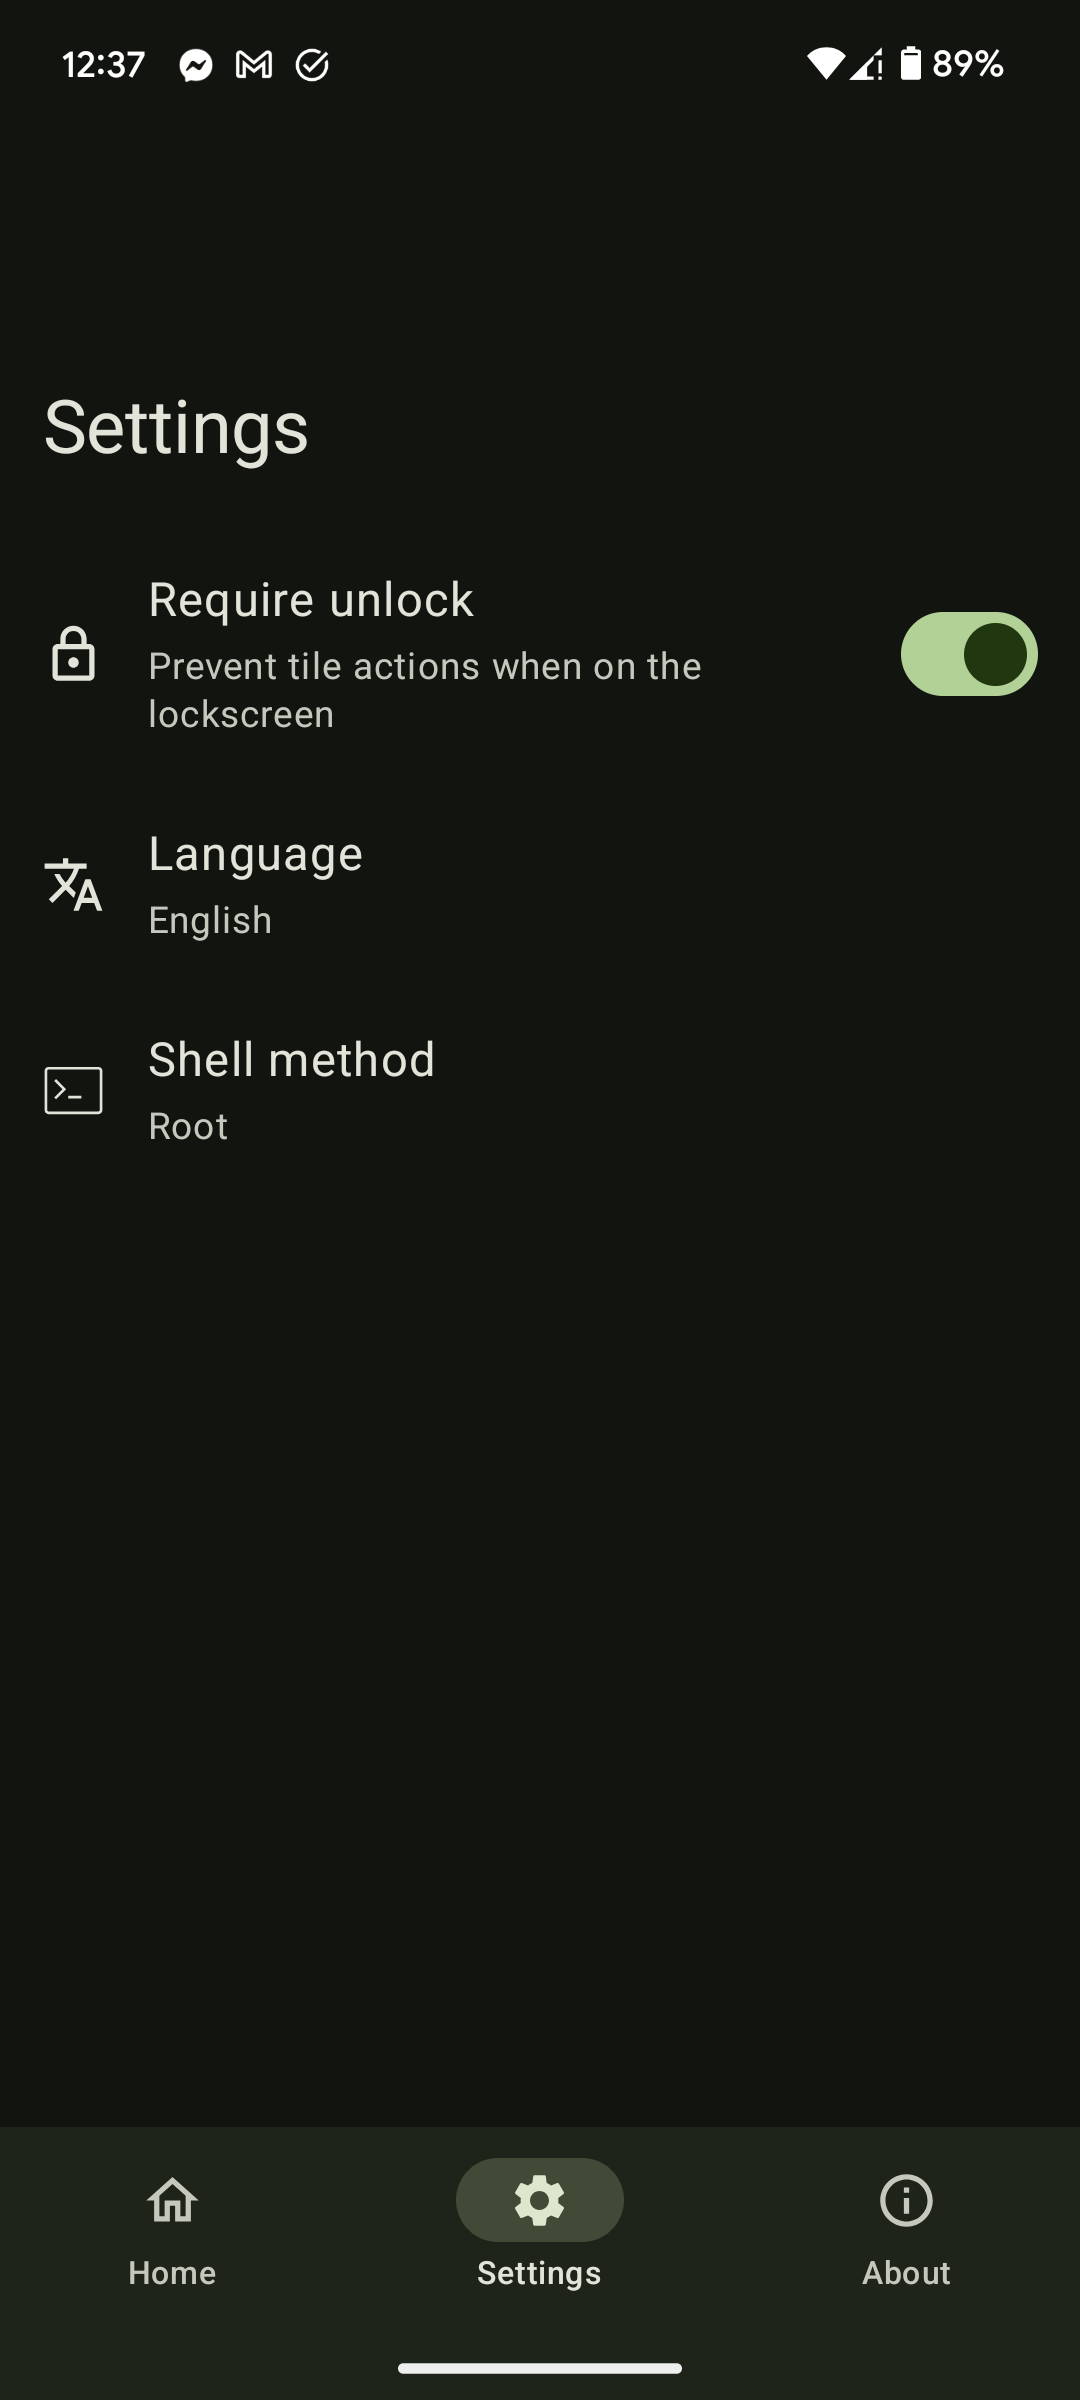 12:37 89%
Settings
Require unlock
Prevent tile actions when on the
lockscreen
Language
English
Shell method
Root
Home Settings About